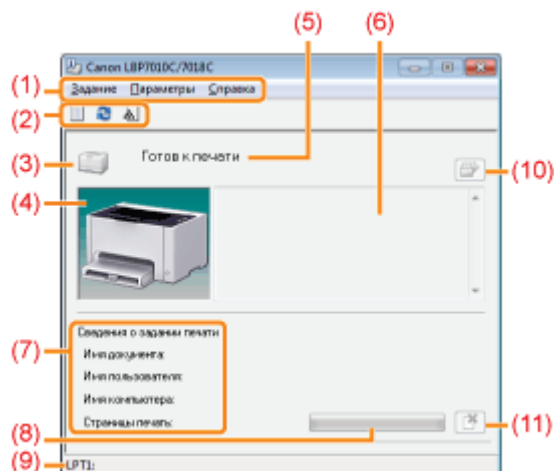 (5)
(6)
Canon LBP7010C/7018C
(1)
Задание Параметры Справка
(2)
(3)
Готов к печати
(10)
(4)
(7)
Сведения о задании печати
Имя документа:
Имя пользователя:
Имя компьютера:
Страницы печать:
(8)
(11)
(9)
LPT1: